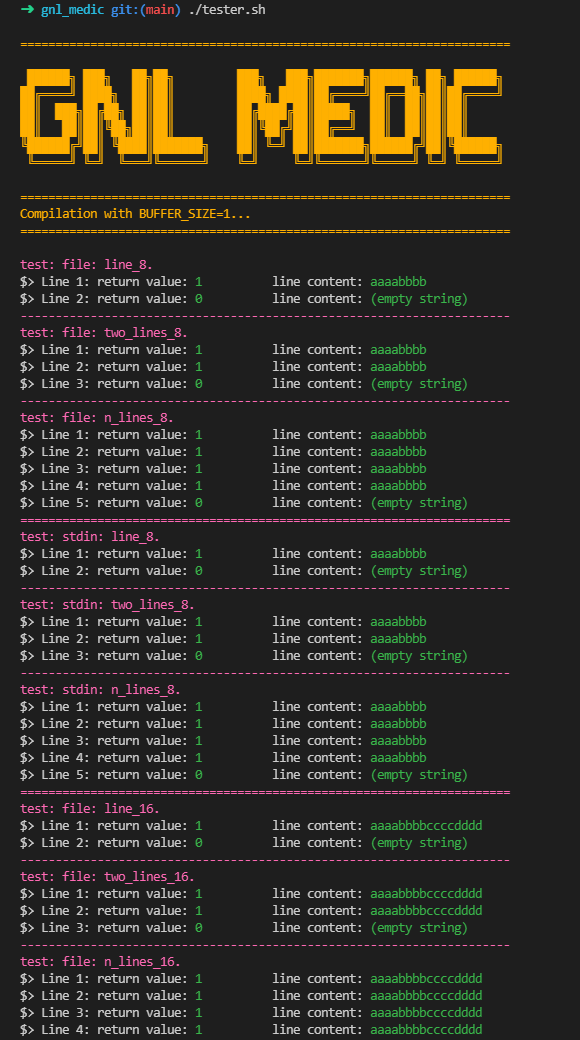 ➜ gnl_medic git:(main) ./tester.sh
======================================================================
GNL MEDIC
======================================================================
Compilation with BUFFER_SIZE=1...
======================================================================
test: file: line_8.
$> Line 1: return value: 1 line content: aaaabbbb
$> Line 2: return value: 0 line content: (empty string)
----------------------------------------------------------------------
test: file: two_lines_8.
$> Line 1: return value: 1 line content: aaaabbbb
$> Line 2: return value: 1 line content: aaaabbbb
$> Line 3: return value: 0 line content: (empty string)
----------------------------------------------------------------------
test: file: n_lines_8.
$> Line 1: return value: 1 line content: aaaabbbb
$> Line 2: return value: 1 line content: aaaabbbb
$> Line 3: return value: 1 line content: aaaabbbb
$> Line 4: return value: 1 line content: aaaabbbb
$> Line 5: return value: 0 line content: (empty string)
======================================================================
test: stdin: line_8.
$> Line 1: return value: 1 line content: aaaabbbb
$> Line 2: return value: 0 line content: (empty string)
----------------------------------------------------------------------
test: stdin: two_lines_8.
$> Line 1: return value: 1 line content: aaaabbbb
$> Line 2: return value: 1 line content: aaaabbbb
$> Line 3: return value: 0 line content: (empty string)
----------------------------------------------------------------------
test: stdin: n_lines_8.
$> Line 1: return value: 1 line content: aaaabbbb
$> Line 2: return value: 1 line content: aaaabbbb
$> Line 3: return value: 1 line content: aaaabbbb
$> Line 4: return value: 1 line content: aaaabbbb
$> Line 5: return value: 0 line content: (empty string)
======================================================================
test: file: line_16.
$> Line 1: return value: 1 line content: aaaabbbbccccdddd
$> Line 2: return value: 0 line content: (empty string)
----------------------------------------------------------------------
test: file: two_lines_16.
$> Line 1: return value: 1 line content: aaaabbbbccccdddd
$> Line 2: return value: 1 line content: aaaabbbbccccdddd
$> Line 3: return value: 0 line content: (empty string)
----------------------------------------------------------------------
test: file: n_lines_16.
$> Line 1: return value: 1 line content: aaaabbbbccccdddd
$> Line 2: return value: 1 line content: aaaabbbbccccdddd
$> Line 3: return value: 1 line content: aaaabbbbccccdddd
$> Line 4: return value: 1 line content: aaaabbbbccccdddd